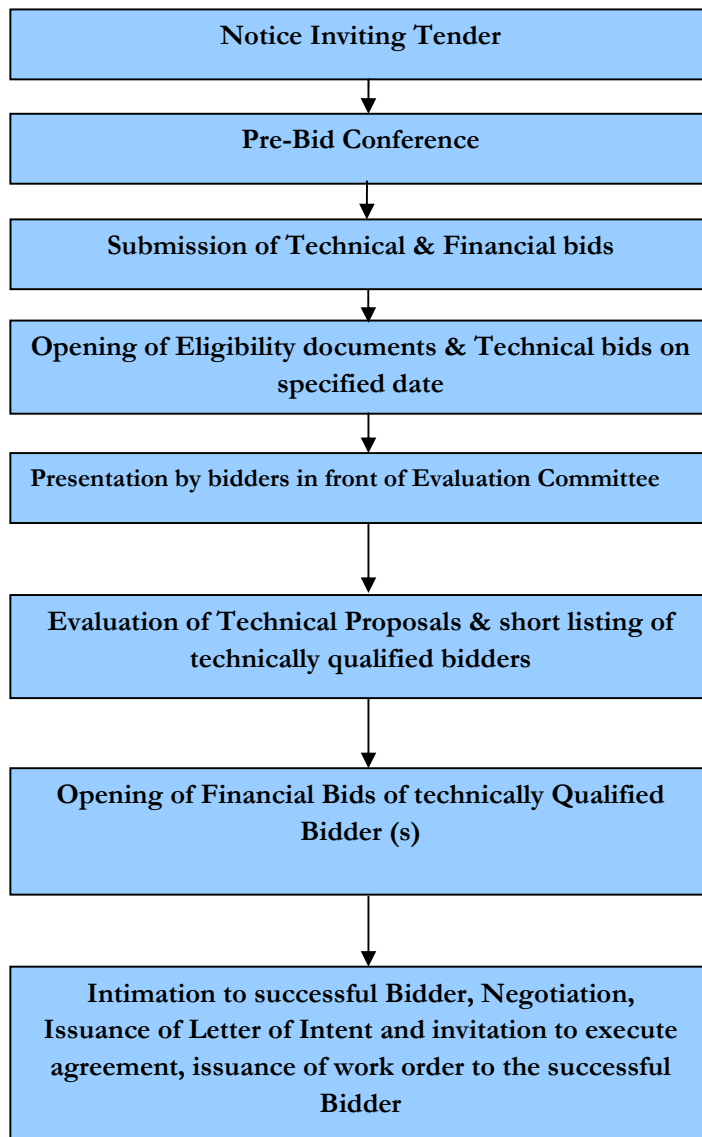 Notice Inviting Tender
Pre-Bid Conference
Submission of Technical & Financial bids
Opening of Eligibility documents & Technical bids on
specified date
Presentation by bidders in front of Evaluation Committee
Evaluation of Technical Proposals & short listing of
technically qualified bidders
Opening of Financial Bids of technically Qualified
Bidder (s)
Intimation to successful Bidder, Negotiation,
Issuance of Letter of Intent and invitation to execute
agreement, issuance of work order to the successful
Bidder